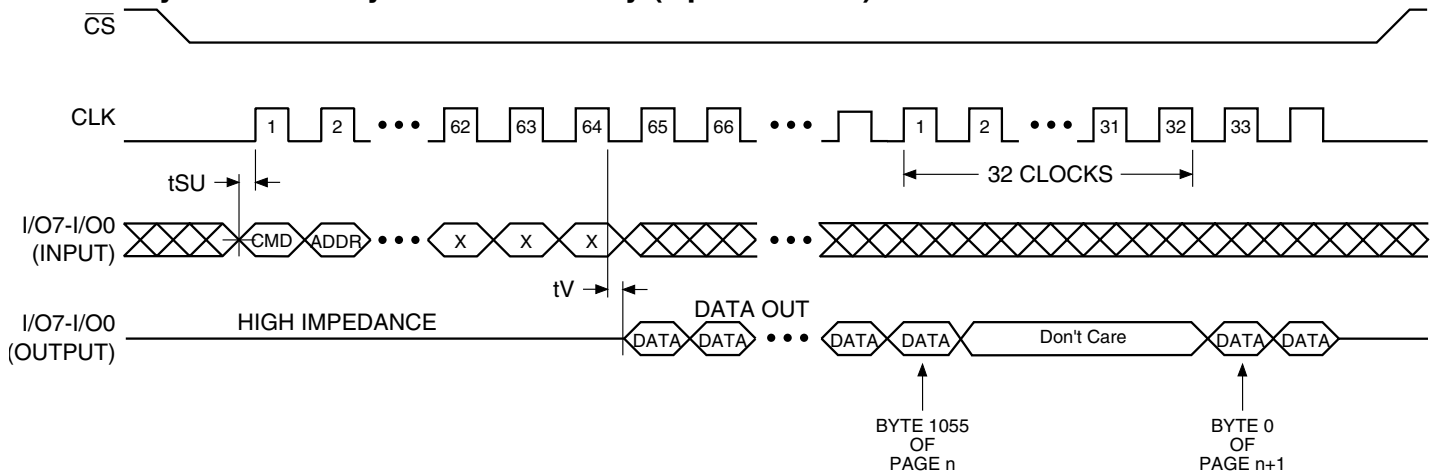 CS
CLK
1 2 ••• 62 63 64 65 66 ••• 1 2 ••• 31 32 33
32 CLOCKS
tSU
I/O7-I/O0
(INPUT)
CMD ADDR ••• X X X •••
tV
DATA OUT
I/O7-I/O0
(OUTPUT)
HIGH IMPEDANCE
DATA DATA ••• DATA DATA Don't Care DATA DATA
BYTE 1055
OF
PAGE n
BYTE 0
OF
PAGE n+1